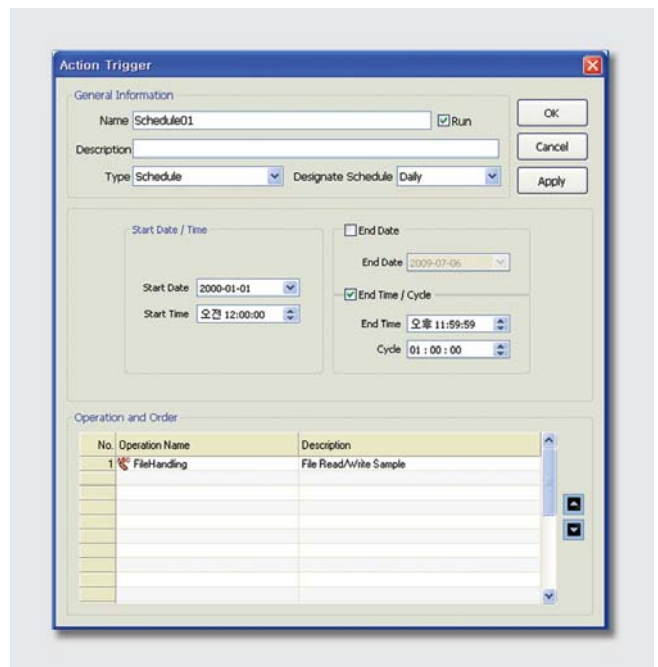 Action Trigger
General Information
Name Schedule01 Run
OK
Description
Cancel
Type Schedule Designate Schedule Daily
Apply
Start Date / Time
Start Date 2000-01-01
Start Time 오전 12:00:00
End Date
End Date 2009-07-06
End Time / Cycle
End Time 오후 11:59:59
Cycle 01 : 00 : 00
Operation and Order
No. Operation Name Description
1 FileHandling File Read/Write Sample